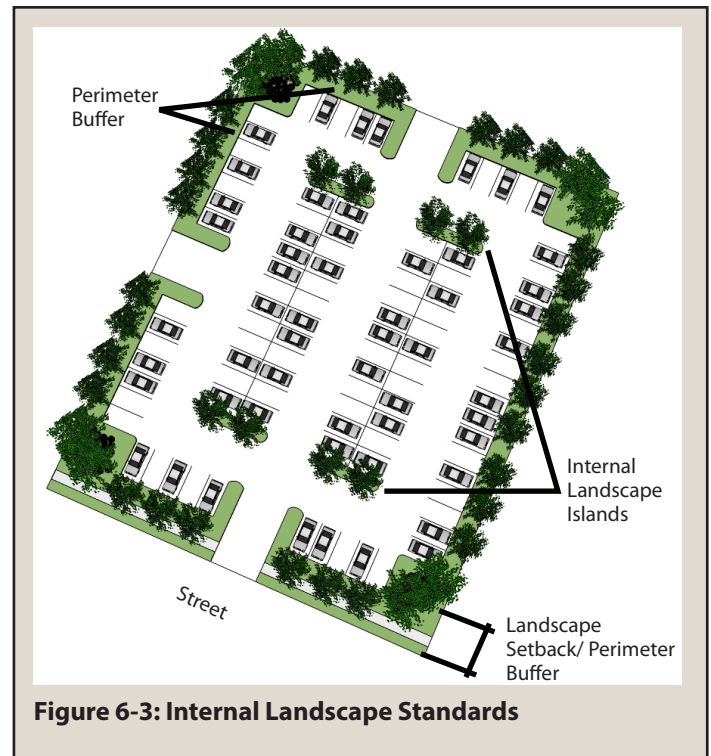 Perimeter
Buffer
Internal
Landscape
Islands
Street
Landscape
Setback/ Perimeter
Buffer
Figure 6-3: Internal Landscape Standards